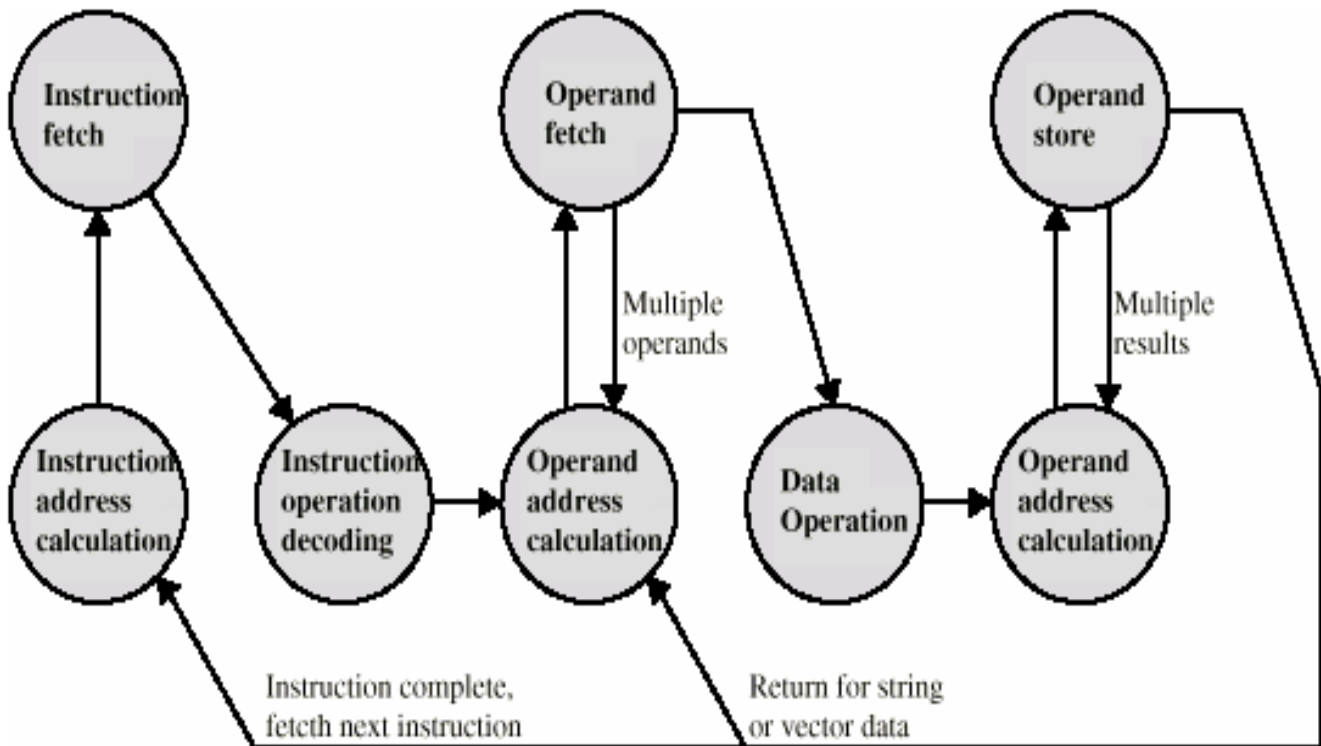 Instruction
fetch
Operand
fetch
Operand
store
Multiple
operands
Multiple
results
Instruction
address
calculation
Instruction
operation
decoding
Operand
address
calculation
Data
Operation
Operand
address
calculation
Instruction complete,
fetcth next instruction
Return for string
or vector data